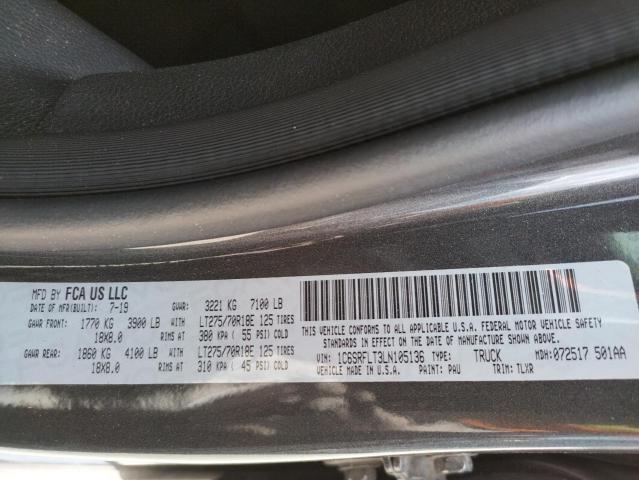 MFD BY FCA US LLC
DATE OF MFR(BUILT): 7-19 GVWR: 3221 KG 7100 LB
GAWR FRONT: 1770 KG 3900 LB WITH LT275/70R18E 125 TIRES
18X8.0 RIMS AT 380 KPA ( 55 PSI) COLD
GAWR REAR: 1860 KG 4100 LB WITH LT275/70R18E 125 TIRES
18X8.0 RIMS AT 310 KPA ( 45 PSI) COLD
THIS VEHICLE CONFORMS TO ALL APPLICABLE U.S.A. FEDERAL MOTOR VEHICLE SAFETY
STANDARDS IN EFFECT ON THE DATE OF MANUFACTURE SHOWN ABOVE.
VIN: 1C6SRFLT3LN105136 TYPE: TRUCK MDH: 072517 501AA
VEHICLE MADE IN U.S.A. PAINT: PAU TRIM: TLXR